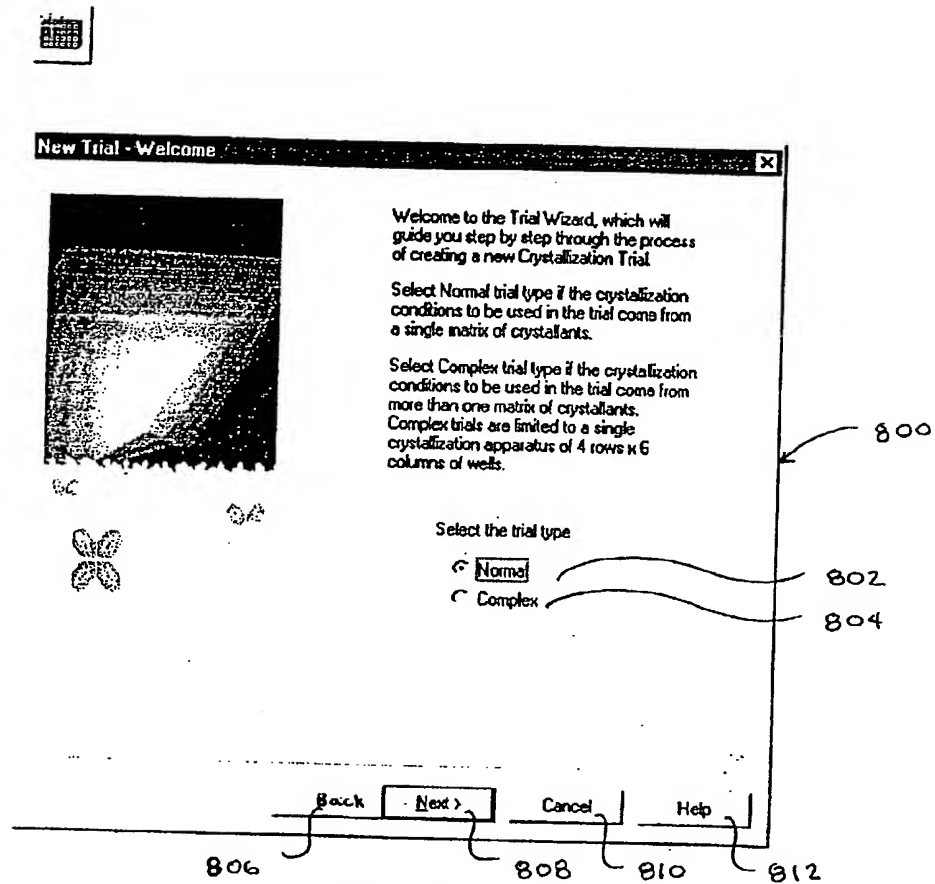 New Trial - Welcome
Welcome to the Trial Wizard, which will
guide you step by step through the process
of creating a new Crystallization Trial.
Select Normal trial type if the crystallization
conditions to be used in the trial come from
a single matrix of crystallants.
Select Complex trial type if the crystallization
conditions to be used in the trial come from
more than one matrix of crystallants.
Complex trials are limited to a single
crystallization apparatus of 4 rows x 6
columns of wells.
800
Select the trial type
Normal
802
Complex
804
Back Next > Cancel Help
806 808 810 812